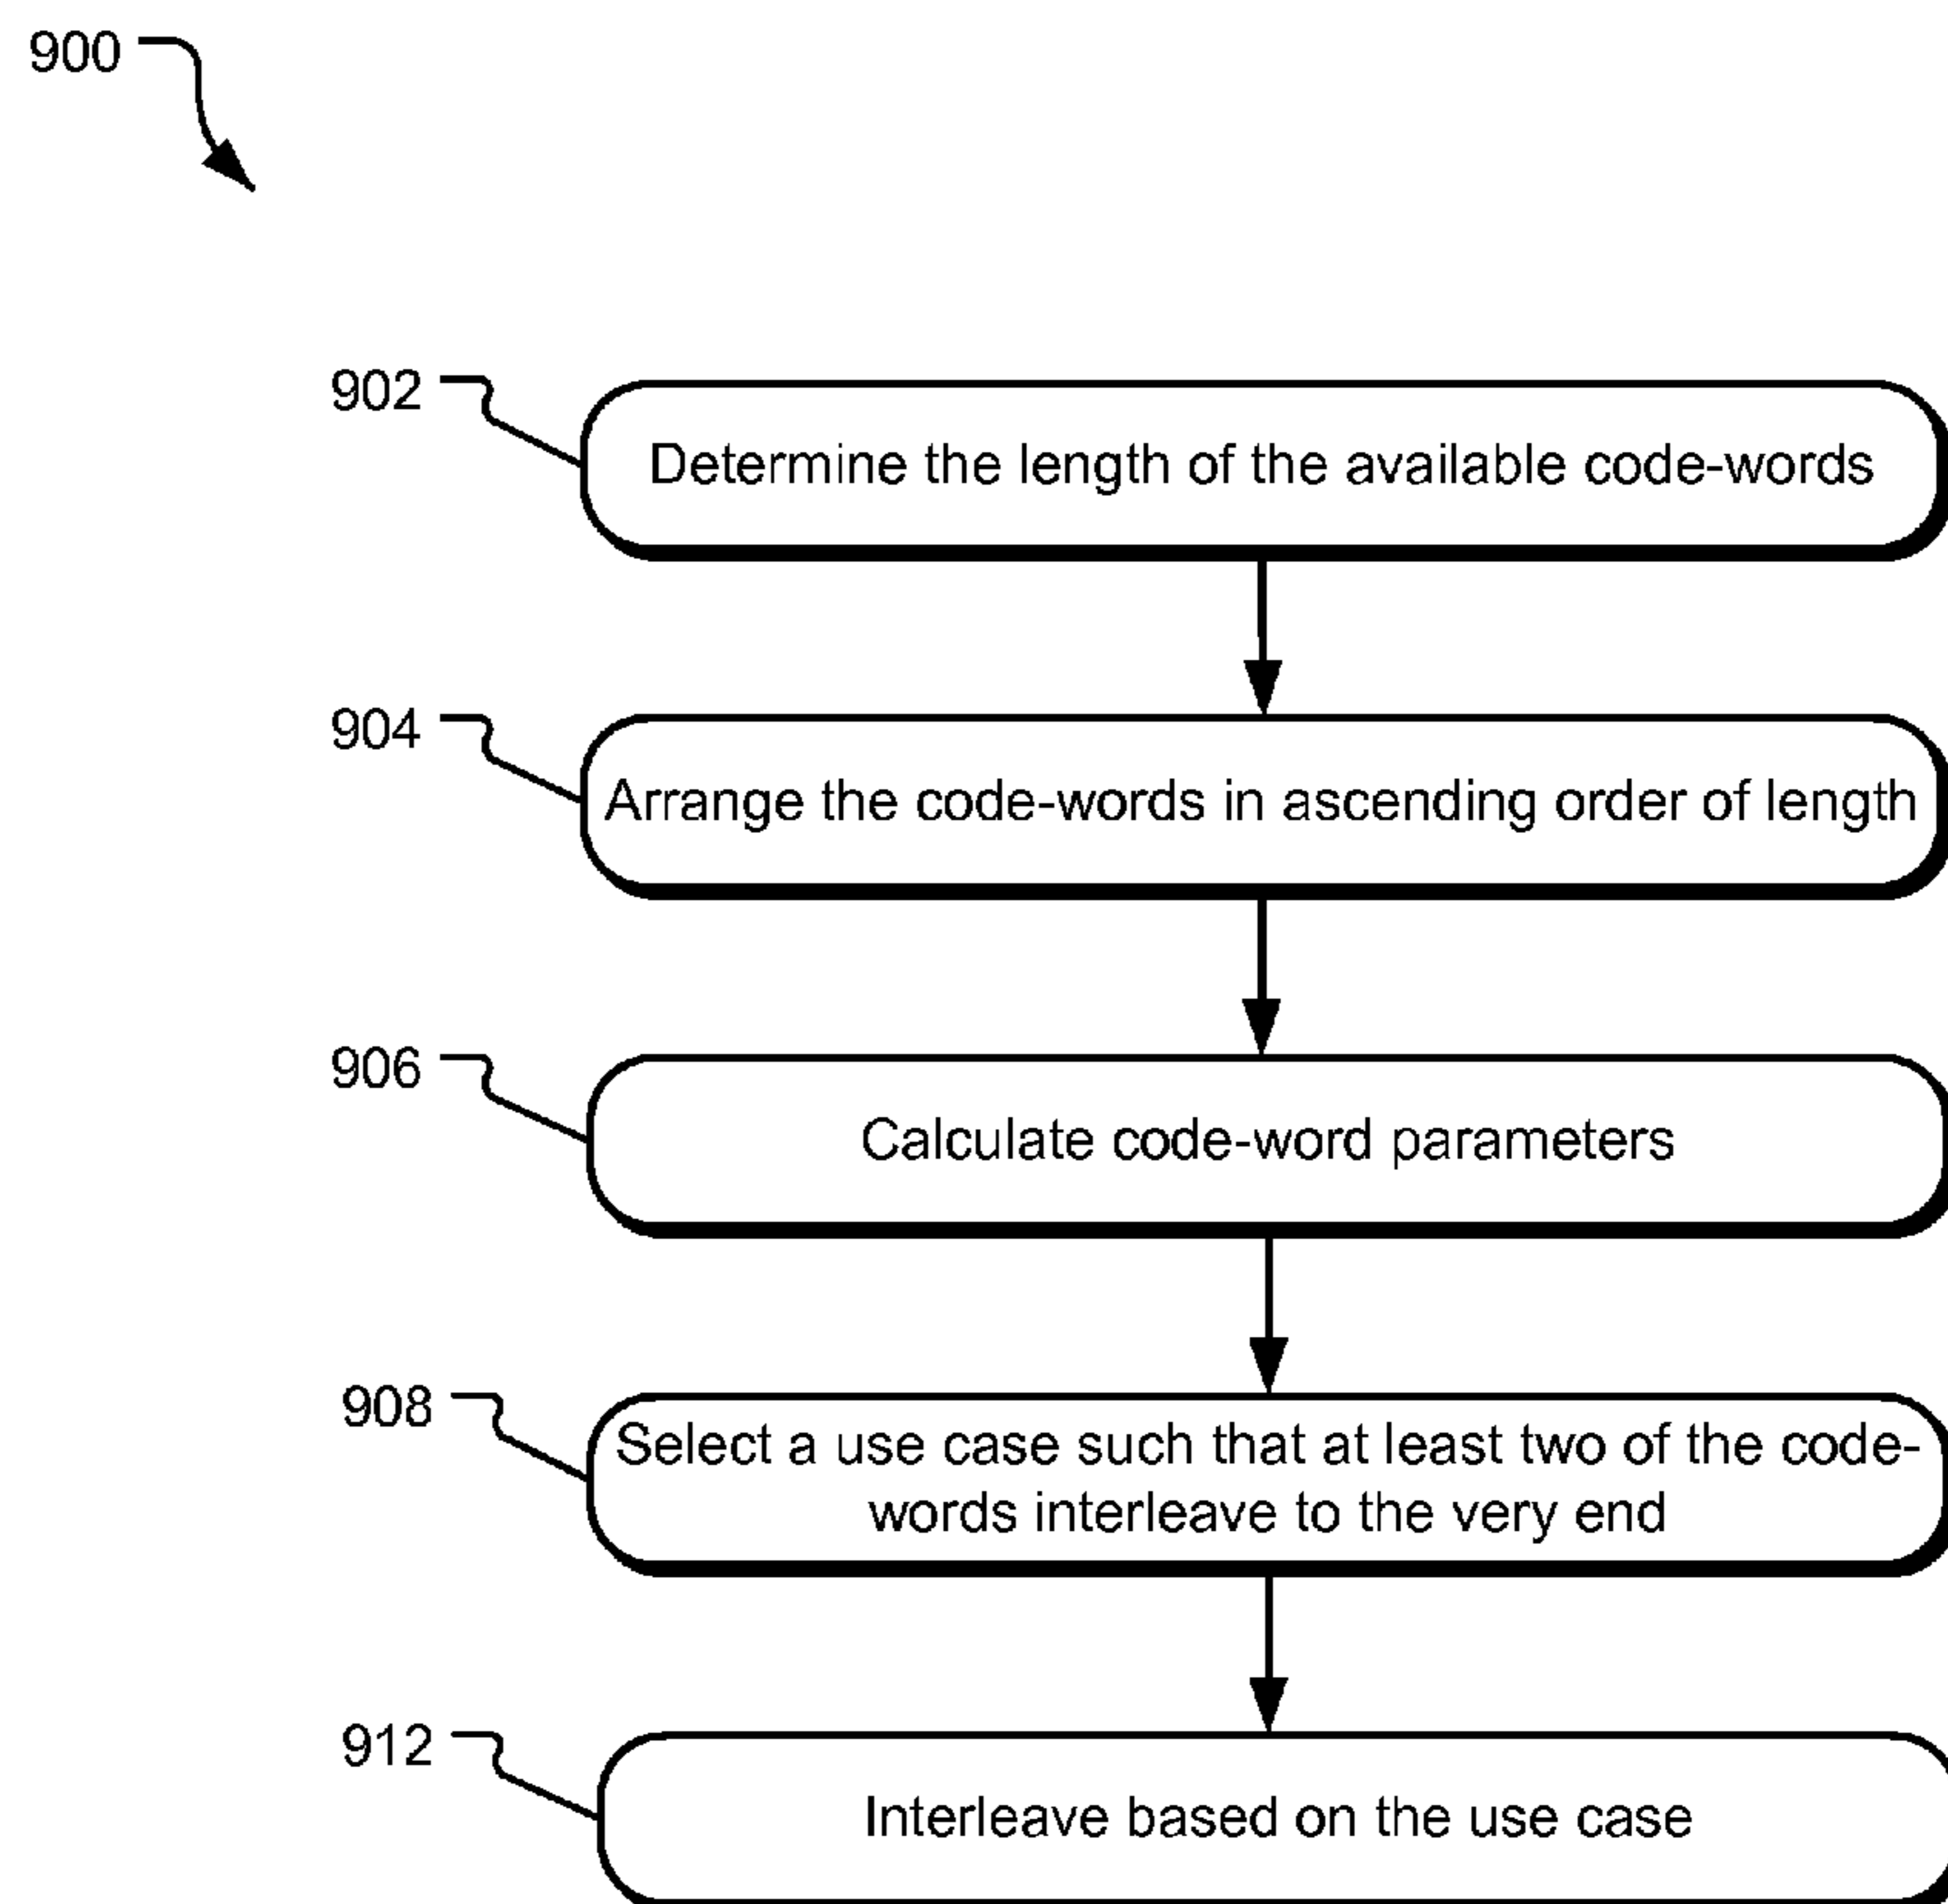 900
902
Determine the length of the available code-words
904
Arrange the code-words in ascending order of length
906
Calculate code-word parameters
908
Select a use case such that at least two of the code-
words interleave to the very end
912
Interleave based on the use case